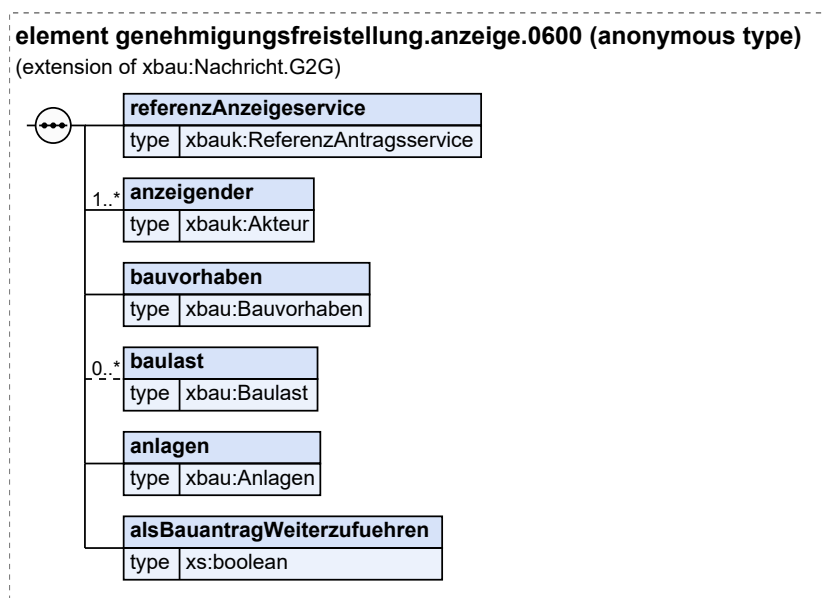 element genehmigungsfreistellung.anzeige.0600 (anonymous type)
(extension of xbau:Nachricht.G2G)
referenzAnzeigeservice
type xbauk:ReferenzAntragsservice
1..* anzeigender
type xbauk:Akteur
bauvorhaben
type xbau:Bauvorhaben
0..* baulast
type xbau:Baulast
anlagen
type xbau:Anlagen
alsBauantragWeiterzufuehren
type xs:boolean